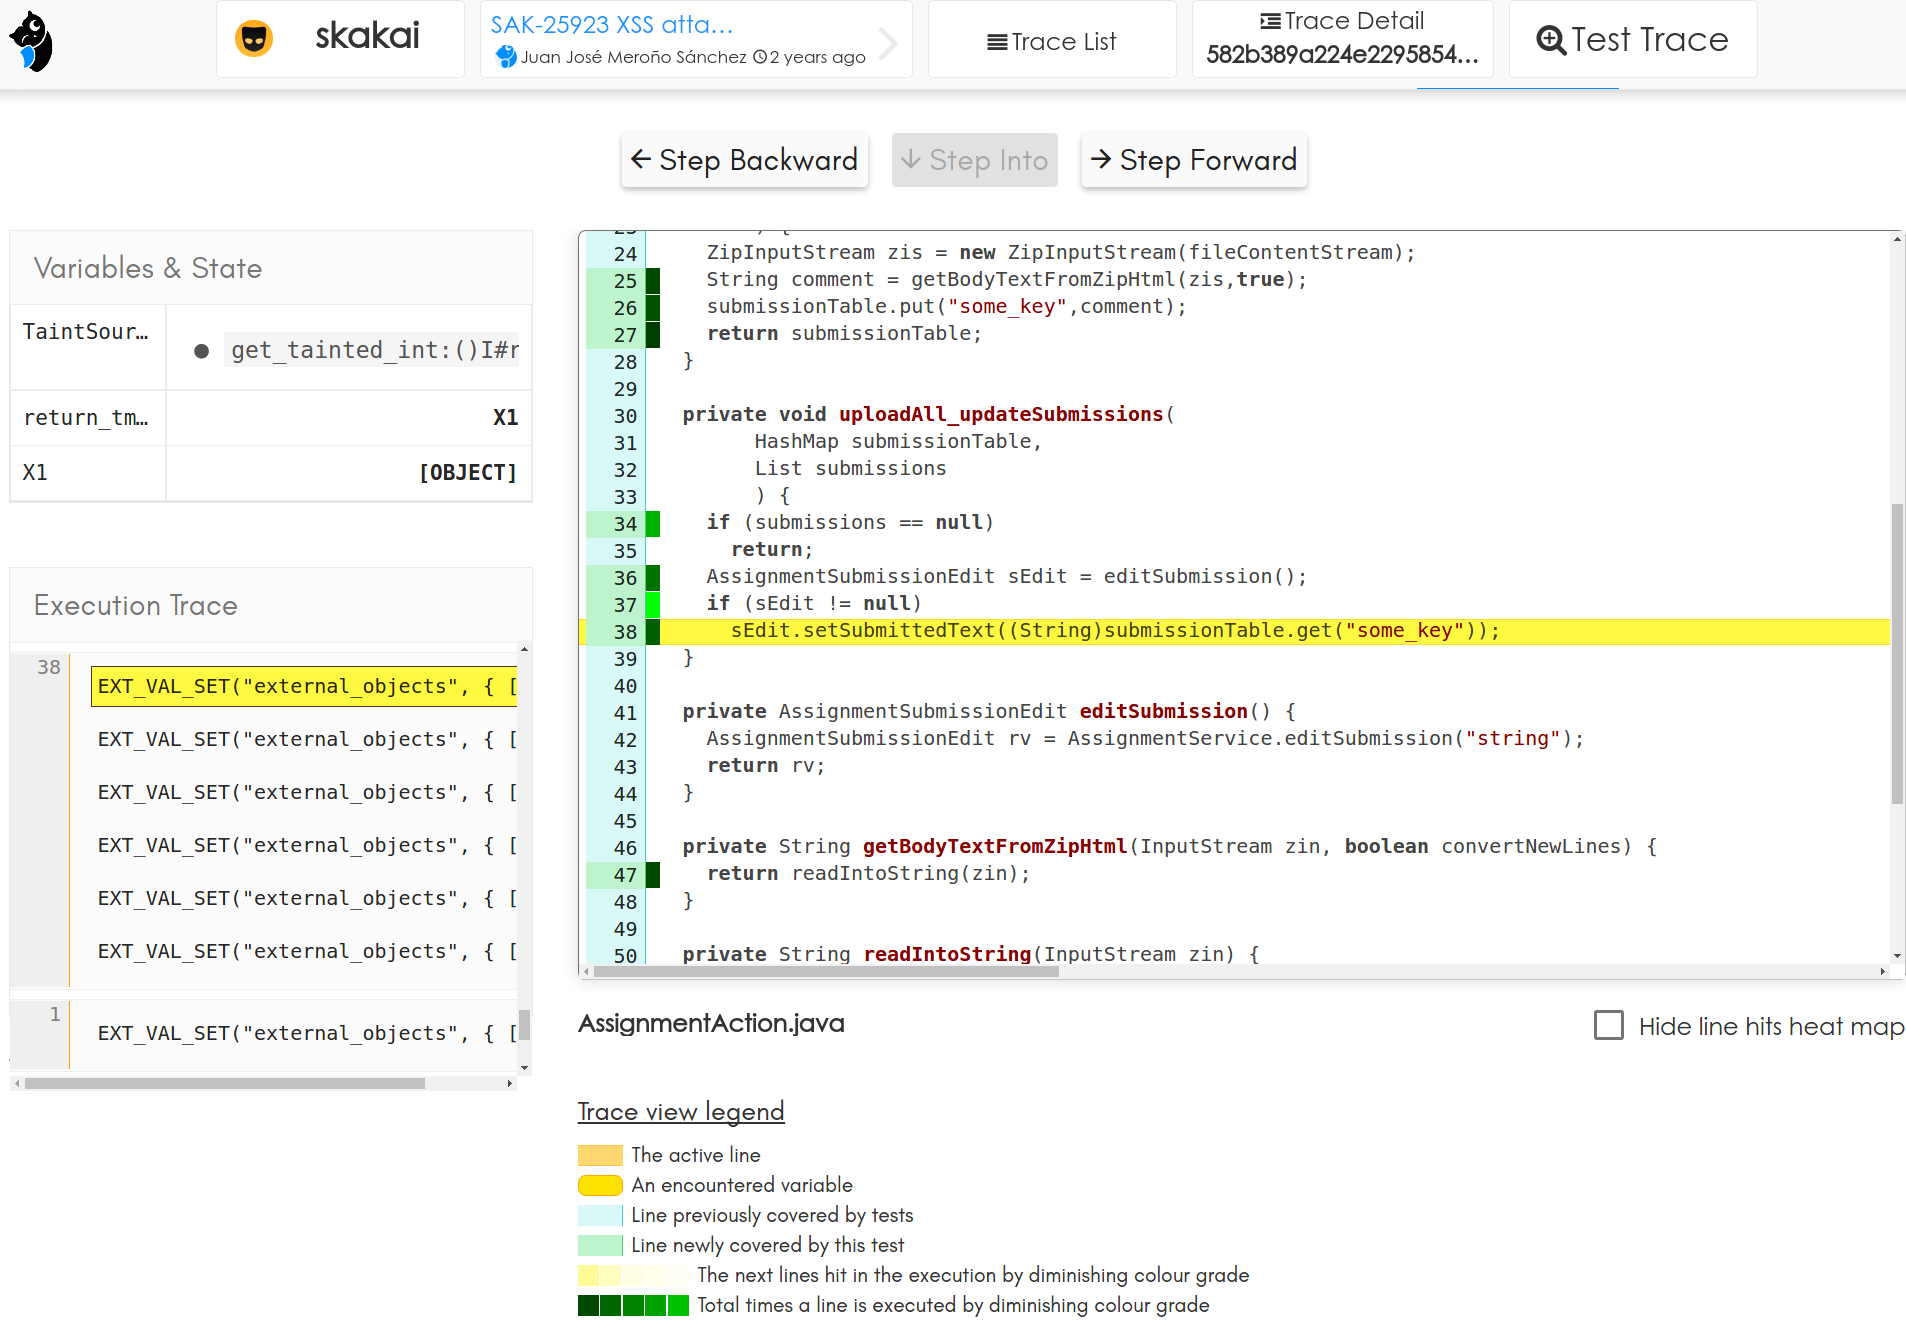 skakai
SAK-25923 XSS atta...
Juan José Meroño Sánchez 2 years ago
Trace List
Trace Detail
582b389a224e2295854...
Test Trace
Step Backward
Step Into
Step Forward
Variables & State
TaintSour…
get_tainted_int:()I#r
return_tm…
X1
X1
[OBJECT]
Execution Trace
38
EXT_VAL_SET("external_objects", { [
EXT_VAL_SET("external_objects", { [
EXT_VAL_SET("external_objects", { [
EXT_VAL_SET("external_objects", { [
EXT_VAL_SET("external_objects", { [
EXT_VAL_SET("external_objects", { [
1
EXT_VAL_SET("external_objects", { [
24 ZipInputStream zis = new ZipInputStream(fileContentStream);
25 String comment = getBodyTextFromZipHtml(zis,true);
26 submissionTable.put("some_key",comment);
27 return submissionTable;
28 }
29
30 private void uploadAll_updateSubmissions(
31 HashMap submissionTable,
32 List submissions
33 ) {
34 if (submissions == null)
35 return;
36 AssignmentSubmissionEdit sEdit = editSubmission();
37 if (sEdit != null)
38 sEdit.setSubmittedText((String)submissionTable.get("some_key"));
39 }
40
41 private AssignmentSubmissionEdit editSubmission() {
42 AssignmentSubmissionEdit rv = AssignmentService.editSubmission("string");
43 return rv;
44 }
45
46 private String getBodyTextFromZipHtml(InputStream zin, boolean convertNewLines) {
47 return readIntoString(zin);
48 }
49
50 private String readIntoString(InputStream zin) {
AssignmentAction.java
Hide line hits heat map
Trace view legend
The active line
An encountered variable
Line previously covered by tests
Line newly covered by this test
The next lines hit in the execution by diminishing colour grade
Total times a line is executed by diminishing colour grade